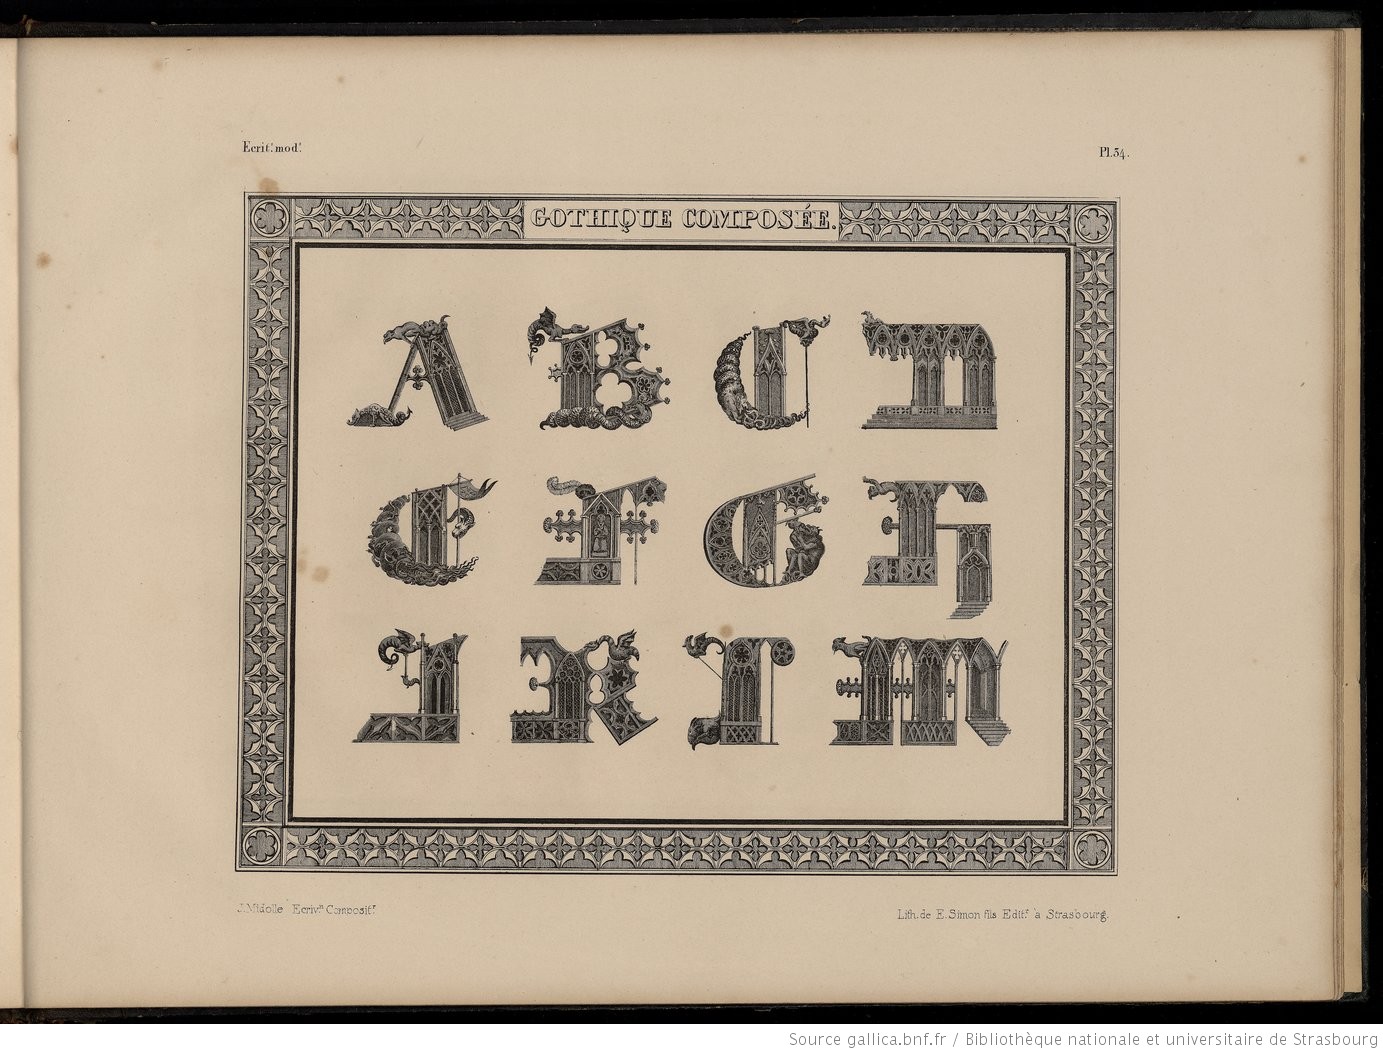 Ecrit.ˢ mod.ˢ
Pl.34.
GOTHIQUE COMPOSÉE.
A B C D
E F G H
I K L M
J. Midolle Ecriv.ⁿ Composit.ʳ
Lith. de E. Simon fils Edit.ʳ à Strasbourg.
Source gallica.bnf.fr / Bibliothèque nationale et universitaire de Strasbourg